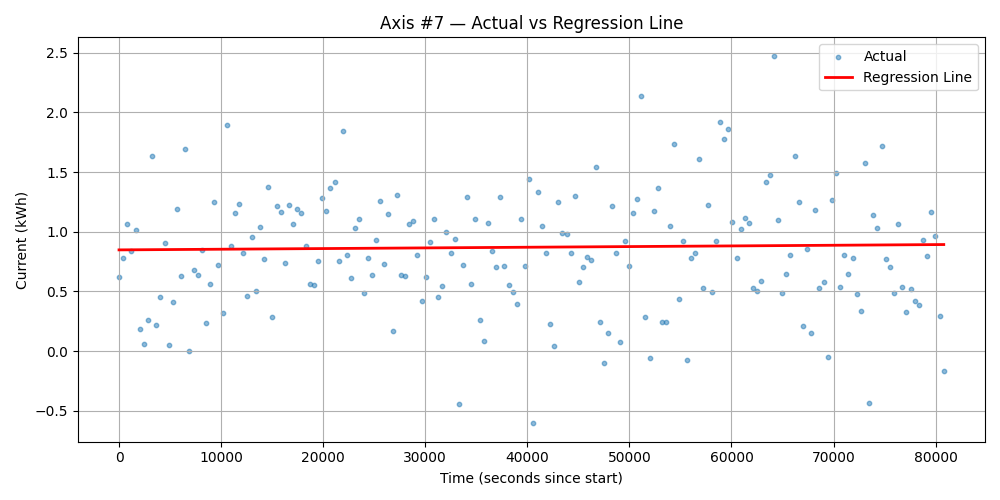 Axis #7 — Actual vs Regression Line
Actual
Regression Line
Current (kWh)
2.5
2.0
1.5
1.0
0.5
0.0
−0.5
0 10000 20000 30000 40000 50000 60000 70000 80000
Time (seconds since start)